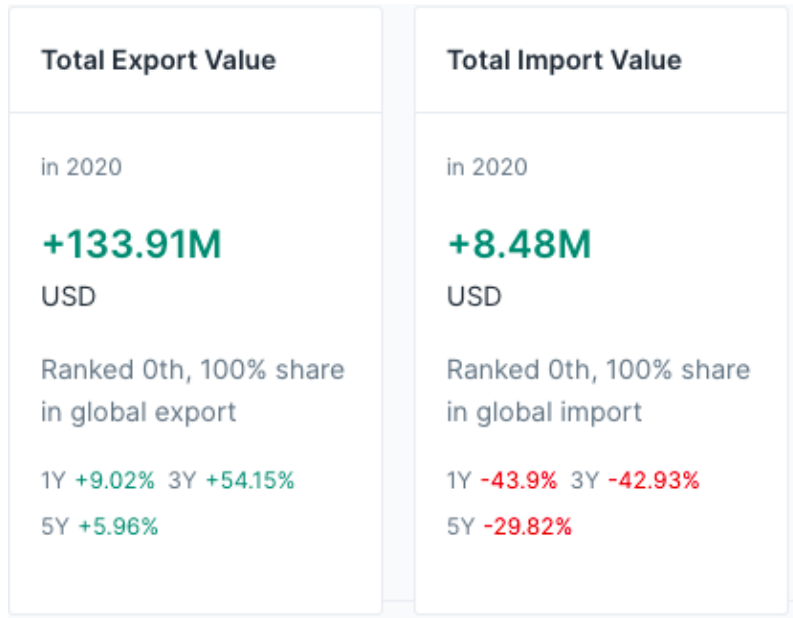 Total Export Value
in 2020
+133.91M
USD
Ranked 0th, 100% share
in global export
1Y +9.02% 3Y +54.15%
5Y +5.96%
Total Import Value
in 2020
+8.48M
USD
Ranked 0th, 100% share
in global import
1Y -43.9% 3Y -42.93%
5Y -29.82%